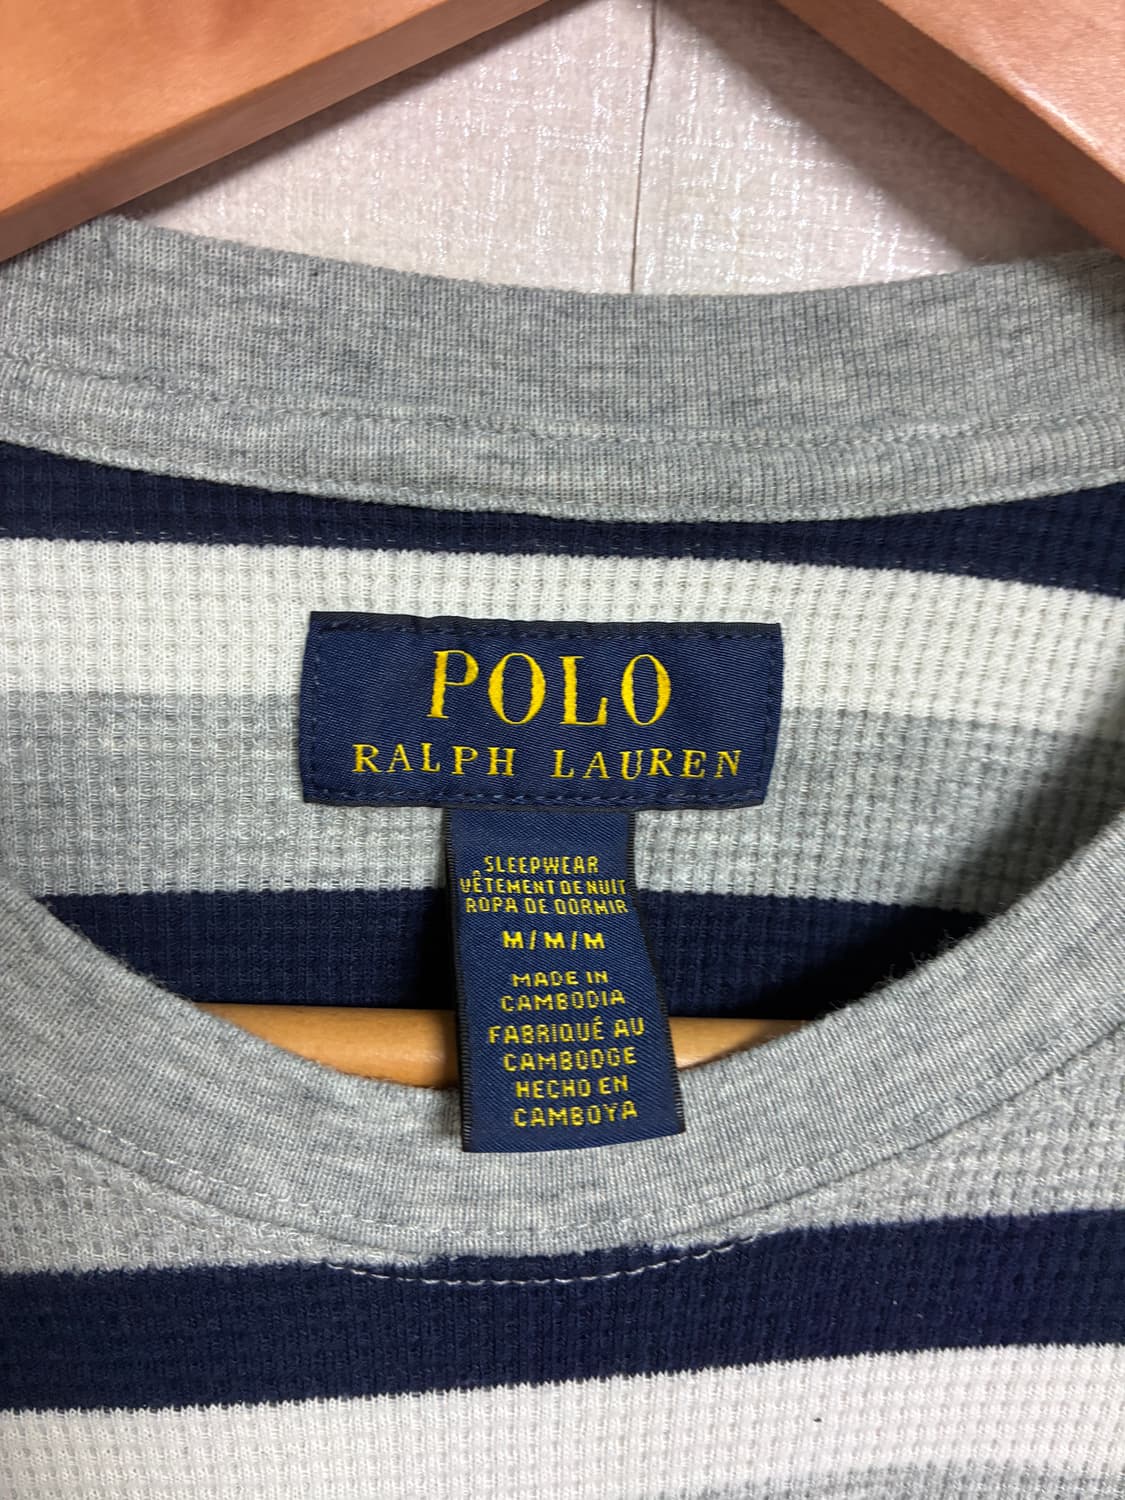 POLO
RALPH LAUREN
SLEEPWEAR
VÊTEMENT DE NUIT
ROPA DE DORMIR
M/M/M
MADE IN
CAMBODIA
FABRIQUÉ AU
CAMBODGE
HECHO EN
CAMBOYA